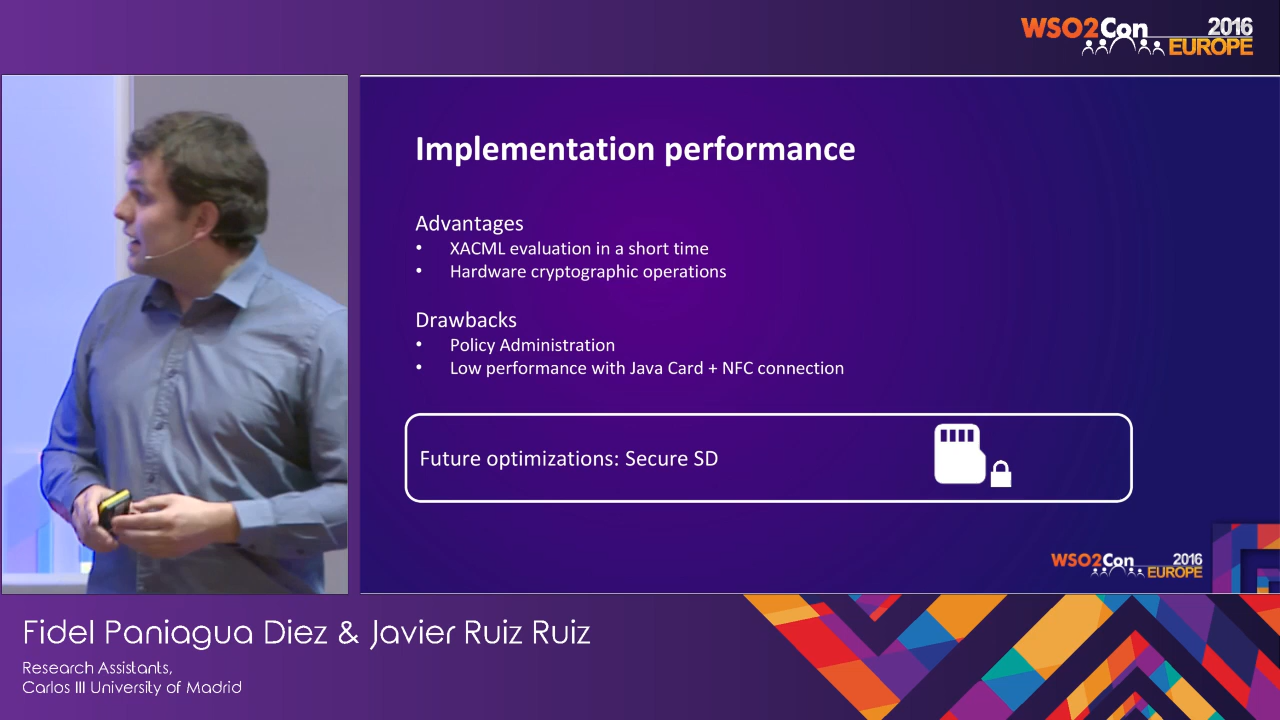 WSO2Con 2016
EUROPE
Implementation performance
Advantages
• XACML evaluation in a short time
• Hardware cryptographic operations
Drawbacks
• Policy Administration
• Low performance with Java Card + NFC connection
Future optimizations: Secure SD
WSO2Con 2016
EUROPE
Fidel Paniagua Diez & Javier Ruiz Ruiz
Research Assistants,
Carlos III University of Madrid